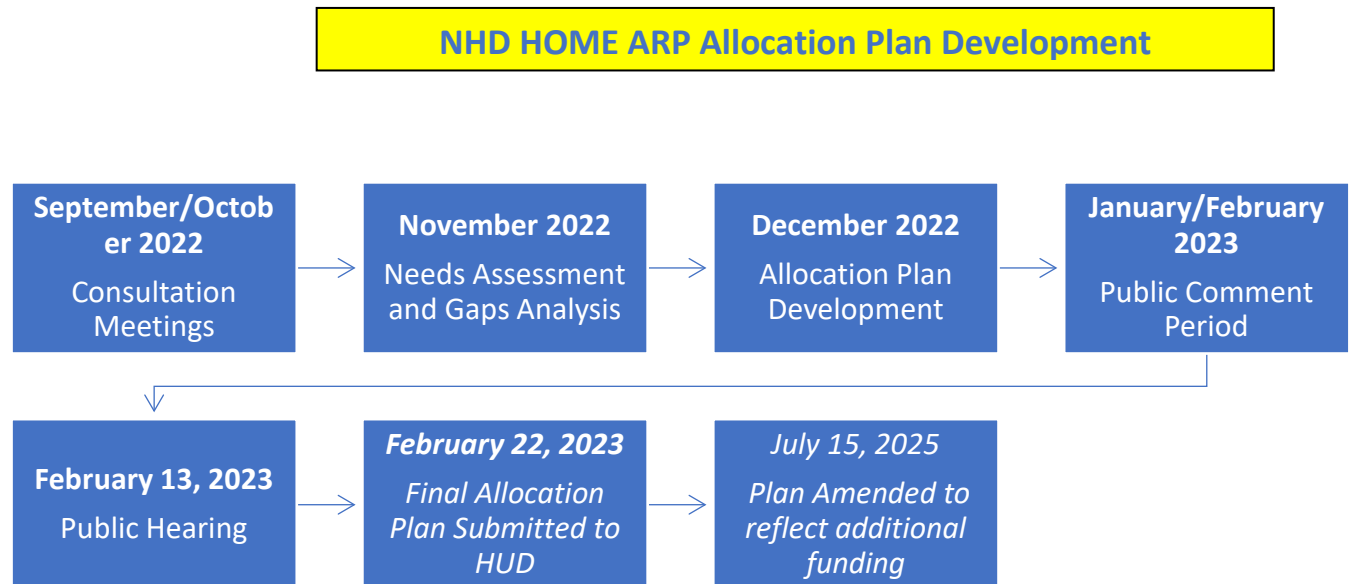 NHD HOME ARP Allocation Plan Development
September/Octob
er 2022
Consultation
Meetings
November 2022
Needs Assessment
and Gaps Analysis
December 2022
Allocation Plan
Development
January/February
2023
Public Comment
Period
February 13, 2023
Public Hearing
February 22, 2023
Final Allocation
Plan Submitted to
HUD
July 15, 2025
Plan Amended to
reflect additional
funding